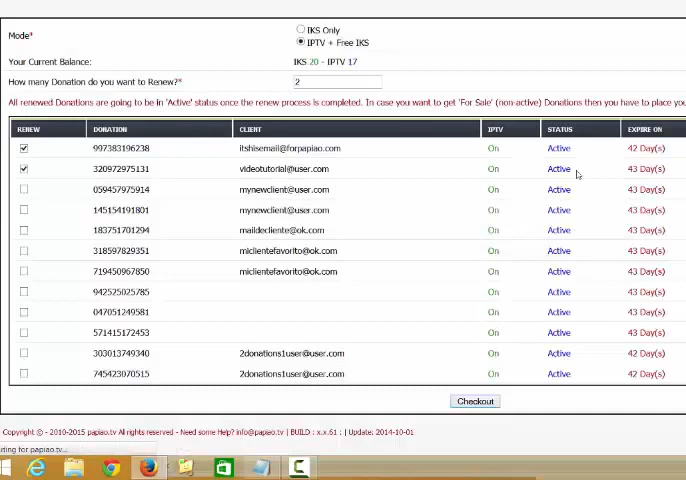 Mode*
IKS Only
IPTV + Free IKS
Your Current Balance: IKS 20 - IPTV 17
How many Donation do you want to Renew?* 2
All renewed Donations are going to be in 'Active' status once the renew process is completed. In case you want to get 'For Sale' (non-active) Donations then you have to place you
RENEW DONATION CLIENT IPTV STATUS EXPIRE ON
997383196238 itshisemail@forpapiao.com On Active 42 Day(s)
320972975131 videotutorial@user.com On Active 43 Day(s)
059457975914 mynewclient@user.com On Active 43 Day(s)
145154191801 mynewclient@user.com On Active 43 Day(s)
183751701294 maildecliente@ok.com On Active 43 Day(s)
318597829351 miclientefavorito@ok.com On Active 43 Day(s)
719450967850 miclientefavorito@ok.com On Active 43 Day(s)
942525025785 On Active 43 Day(s)
047051249581 On Active 43 Day(s)
571415172453 On Active 43 Day(s)
303013749340 2donations1user@user.com On Active 42 Day(s)
745423070515 2donations1user@user.com On Active 42 Day(s)
Checkout
Copyright © - 2010-2015 papiao.tv All rights reserved - Need some Help? info@papiao.tv | BUILD : x.x.61 : | Update: 2014-10-01
iting for papiao.tv...